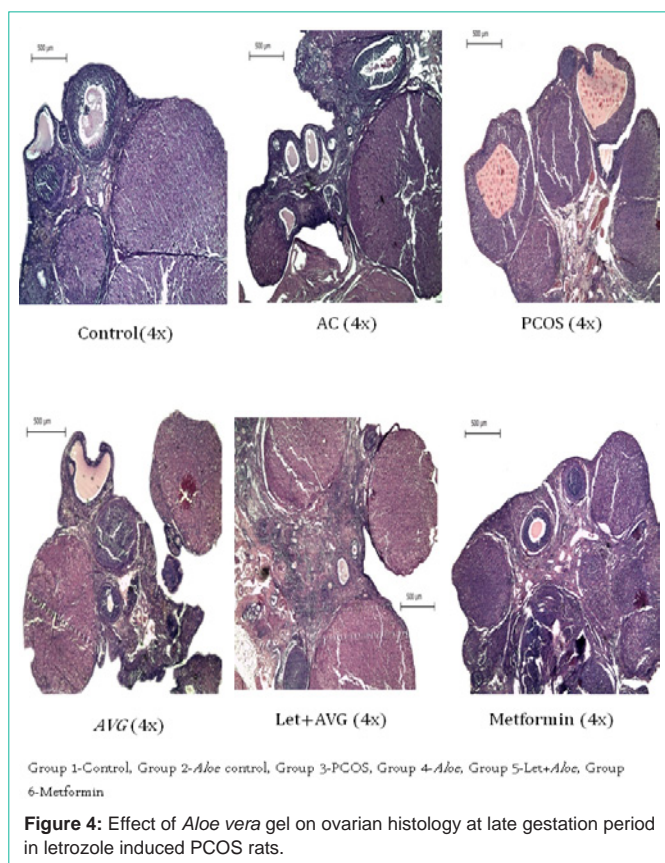 500 µm
500 µm
500 µm
Control(4x)
AC (4x)
PCOS (4x)
500 µm
500 µm
500 µm
AVG (4x)
Let+AVG (4x)
Metformin (4x)
Group 1-Control, Group 2-Aloe control, Group 3-PCOS, Group 4-Aloe, Group 5-Let+Aloe, Group
6-Metformin
Figure 4: Effect of Aloe vera gel on ovarian histology at late gestation period
in letrozole induced PCOS rats.